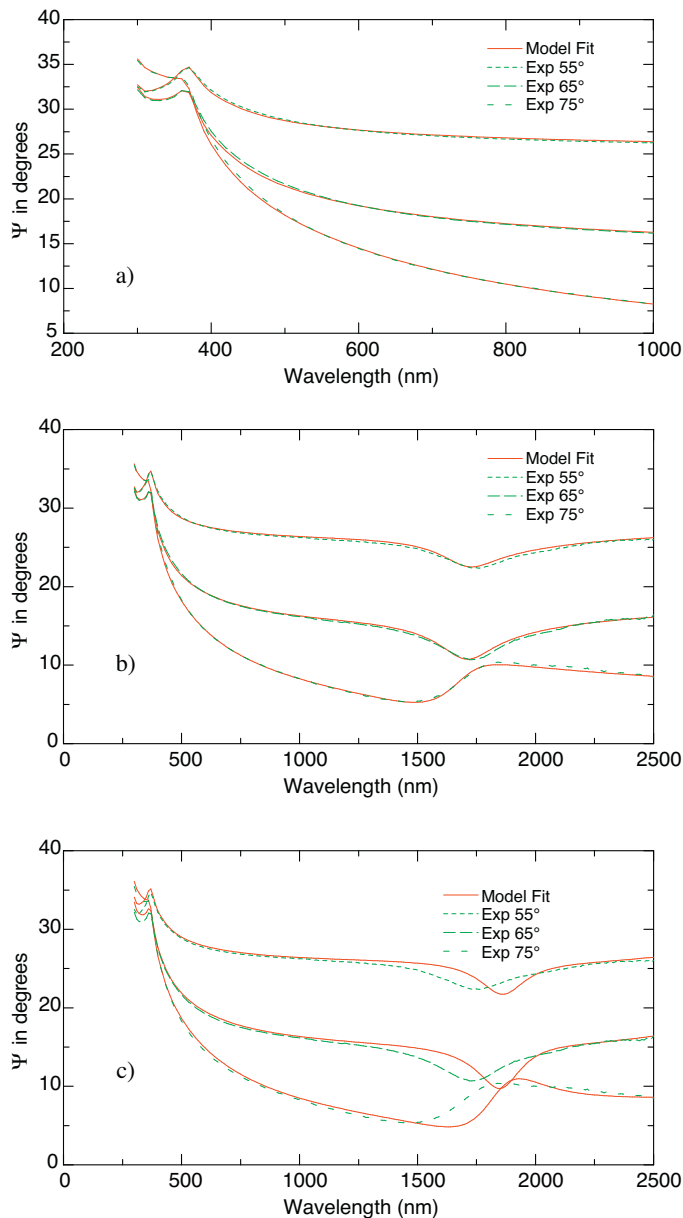 40
35
30
25
20
15
10
5
Ψ in degrees
Model Fit
Exp 55°
Exp 65°
Exp 75°
a)
200 400 600 800 1000
Wavelength (nm)
40
30
20
10
0
Ψ in degrees
Model Fit
Exp 55°
Exp 65°
Exp 75°
b)
0 500 1000 1500 2000 2500
Wavelength (nm)
40
30
20
10
0
Ψ in degrees
Model Fit
Exp 55°
Exp 65°
Exp 75°
c)
0 500 1000 1500 2000 2500
Wavelength (nm)